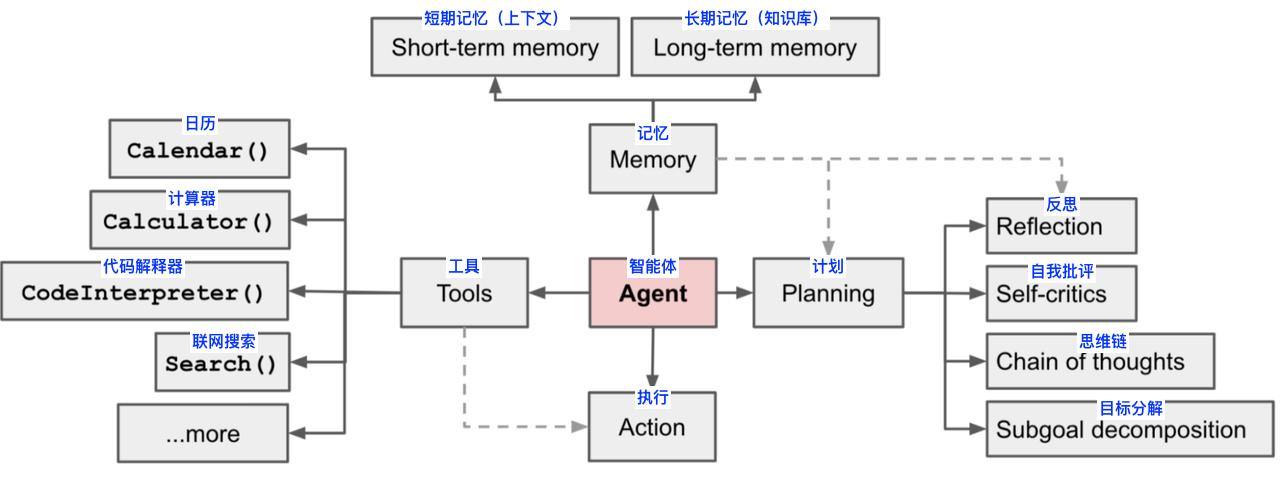 短期记忆（上下文）
Short-term memory
长期记忆（知识库）
Long-term memory
记忆
Memory
日历
Calendar()
计算器
Calculator()
代码解释器
CodeInterpreter()
联网搜索
Search()
...more
工具
Tools
智能体
Agent
计划
Planning
执行
Action
反思
Reflection
自我批评
Self-critics
思维链
Chain of thoughts
目标分解
Subgoal decomposition